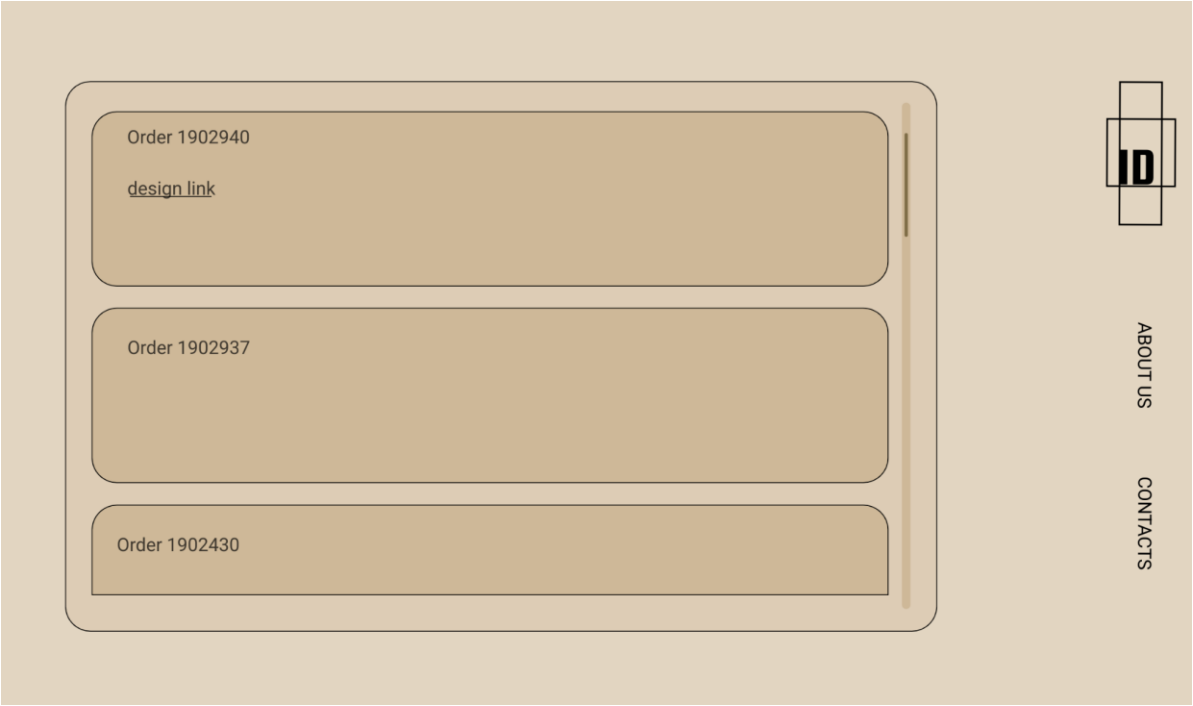 Order 1902940
design link
Order 1902937
Order 1902430
ID
ABOUT US
CONTACTS